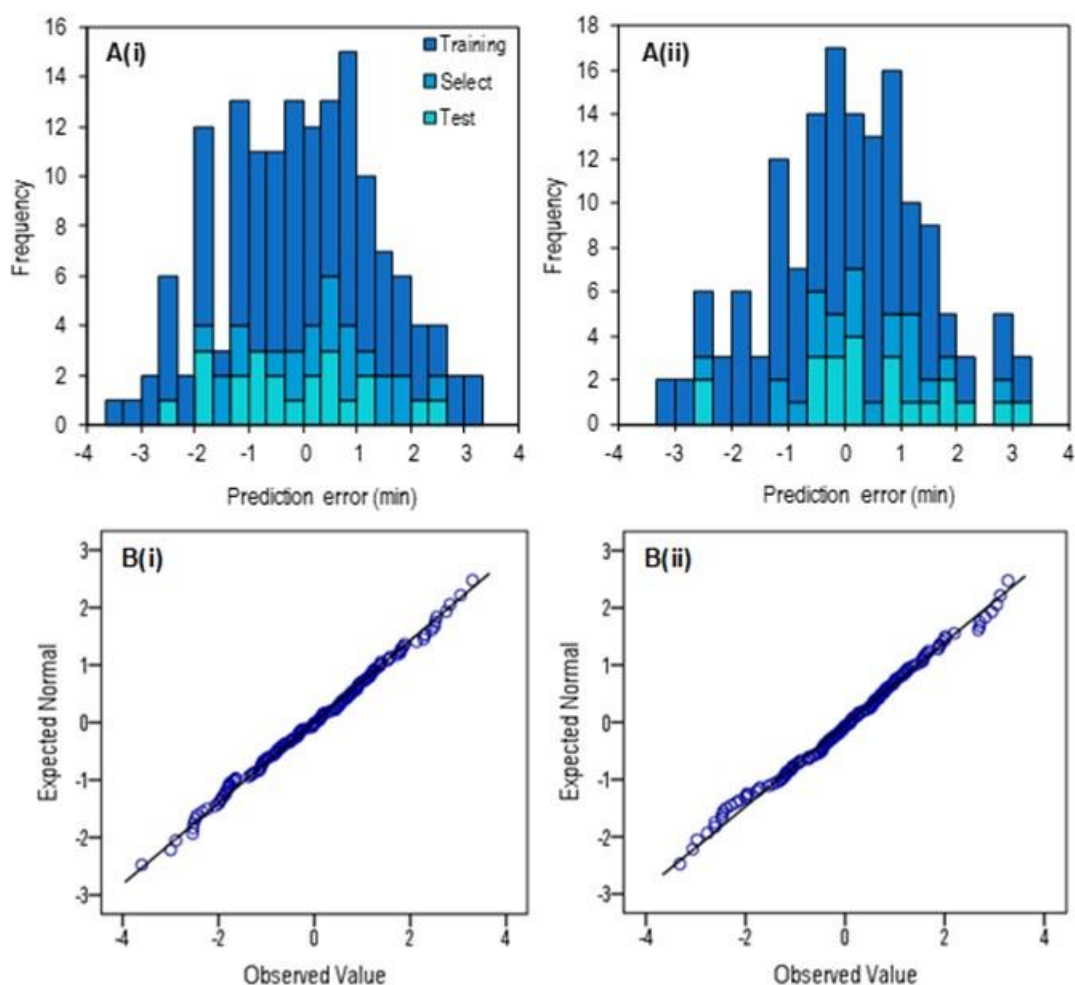 A(i)
Training
Select
Test
16
14
12
10
8
6
4
2
0
Frequency
-4 -3 -2 -1 0 1 2 3 4
Prediction error (min)
A(ii)
18
16
14
12
10
8
6
4
2
0
Frequency
-4 -3 -2 -1 0 1 2 3 4
Prediction error (min)
B(i)
3
2
1
0
-1
-2
-3
Expected Normal
-4 -2 0 2 4
Observed Value
B(ii)
3
2
1
0
-1
-2
-3
Expected Normal
-4 -2 0 2 4
Observed Value